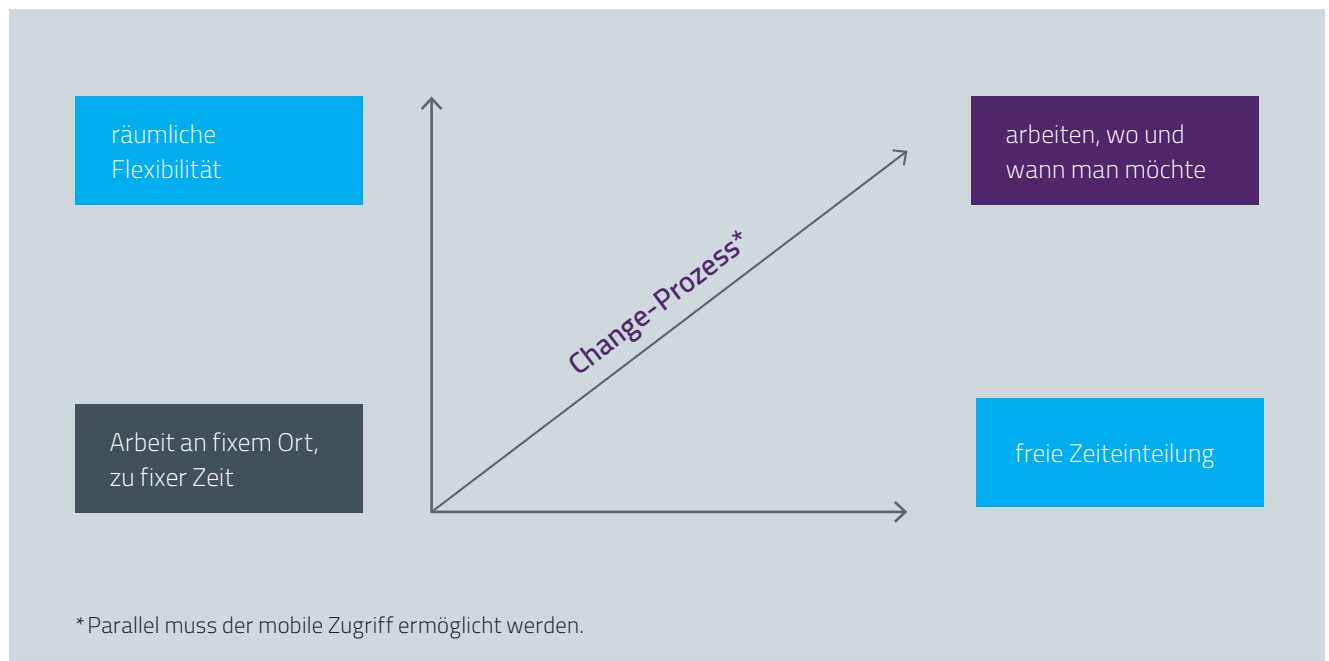 räumliche
Flexibilität
arbeiten, wo und
wann man möchte
Change-Prozess*
Arbeit an fixem Ort,
zu fixer Zeit
freie Zeiteinteilung
* Parallel muss der mobile Zugriff ermöglicht werden.